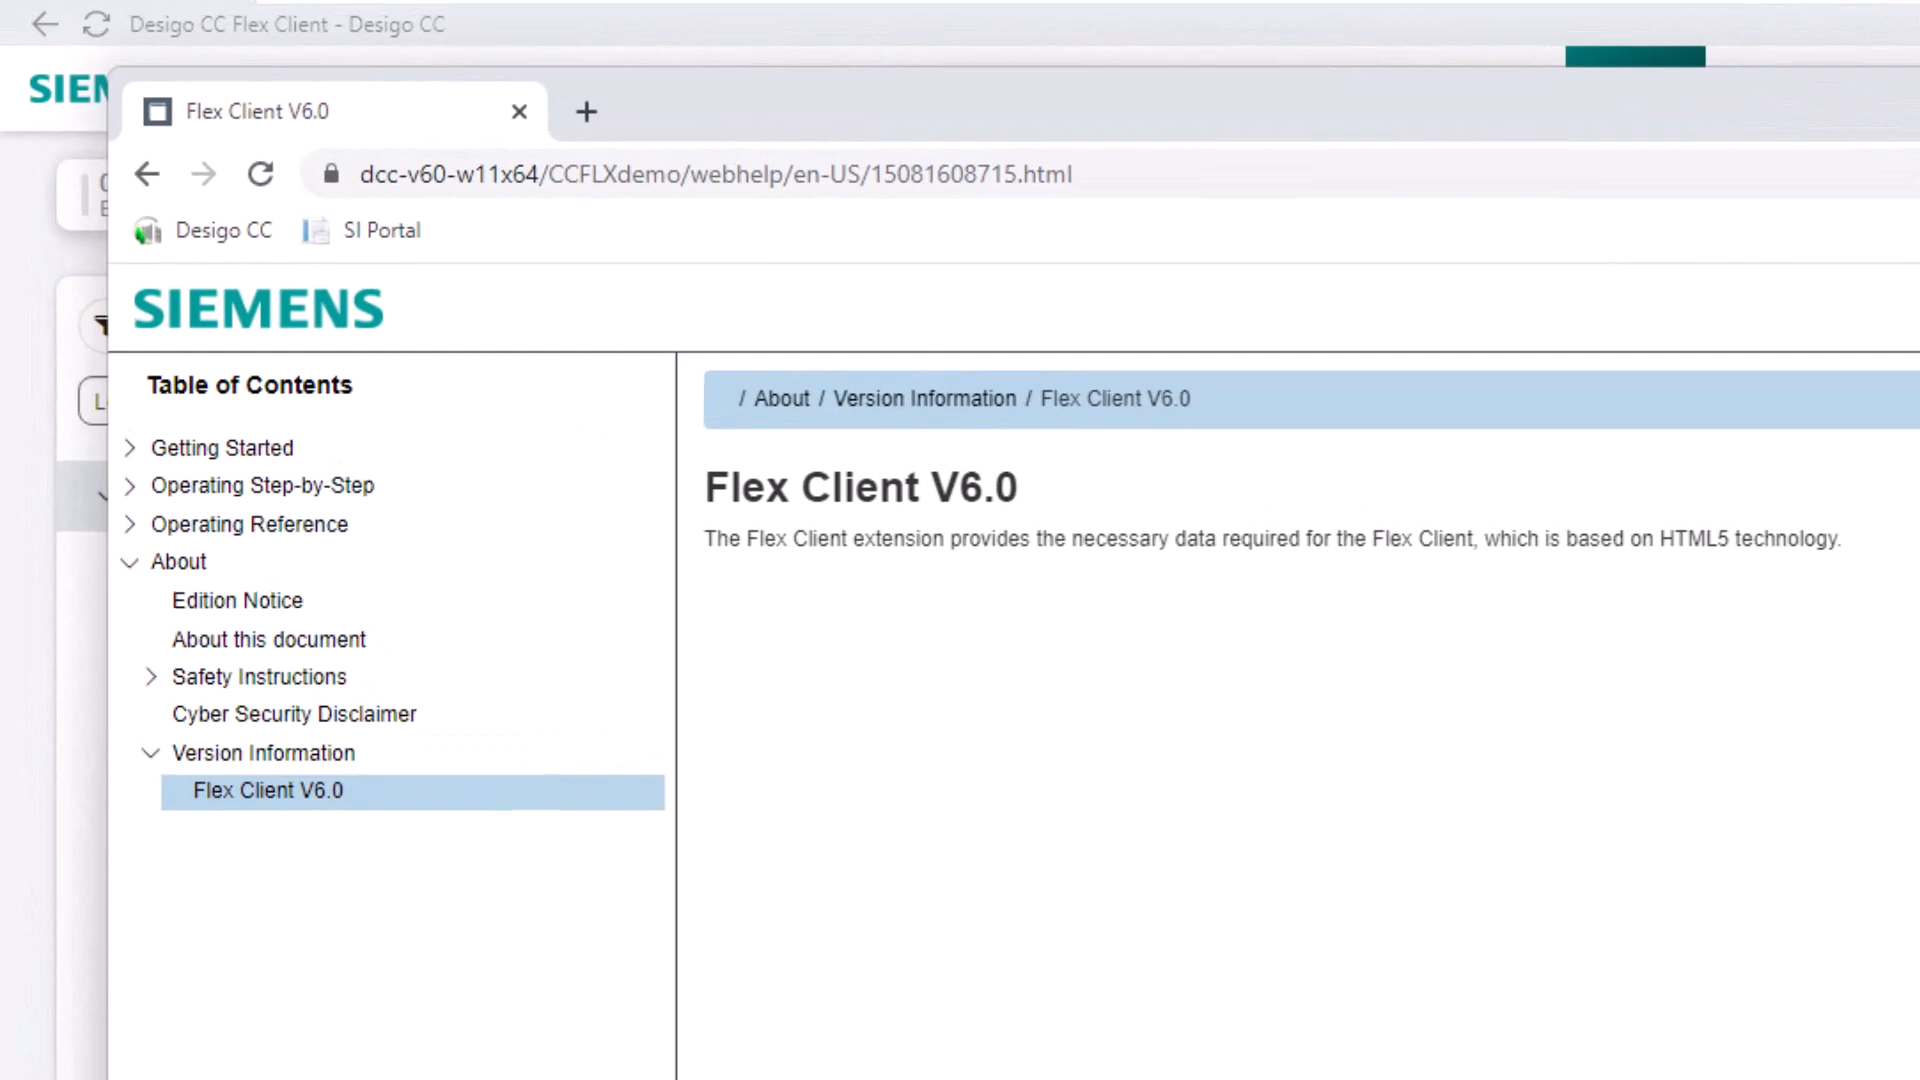 Desigo CC Flex Client - Desigo CC
Flex Client V6.0
dcc-v60-w11x64/CCFLXdemo/webhelp/en-US/15081608715.html
Desigo CC
SI Portal
SIEMENS
Table of Contents
Getting Started
Operating Step-by-Step
Operating Reference
About
Edition Notice
About this document
Safety Instructions
Cyber Security Disclaimer
Version Information
Flex Client V6.0
/ About / Version Information / Flex Client V6.0
Flex Client V6.0
The Flex Client extension provides the necessary data required for the Flex Client, which is based on HTML5 technology.